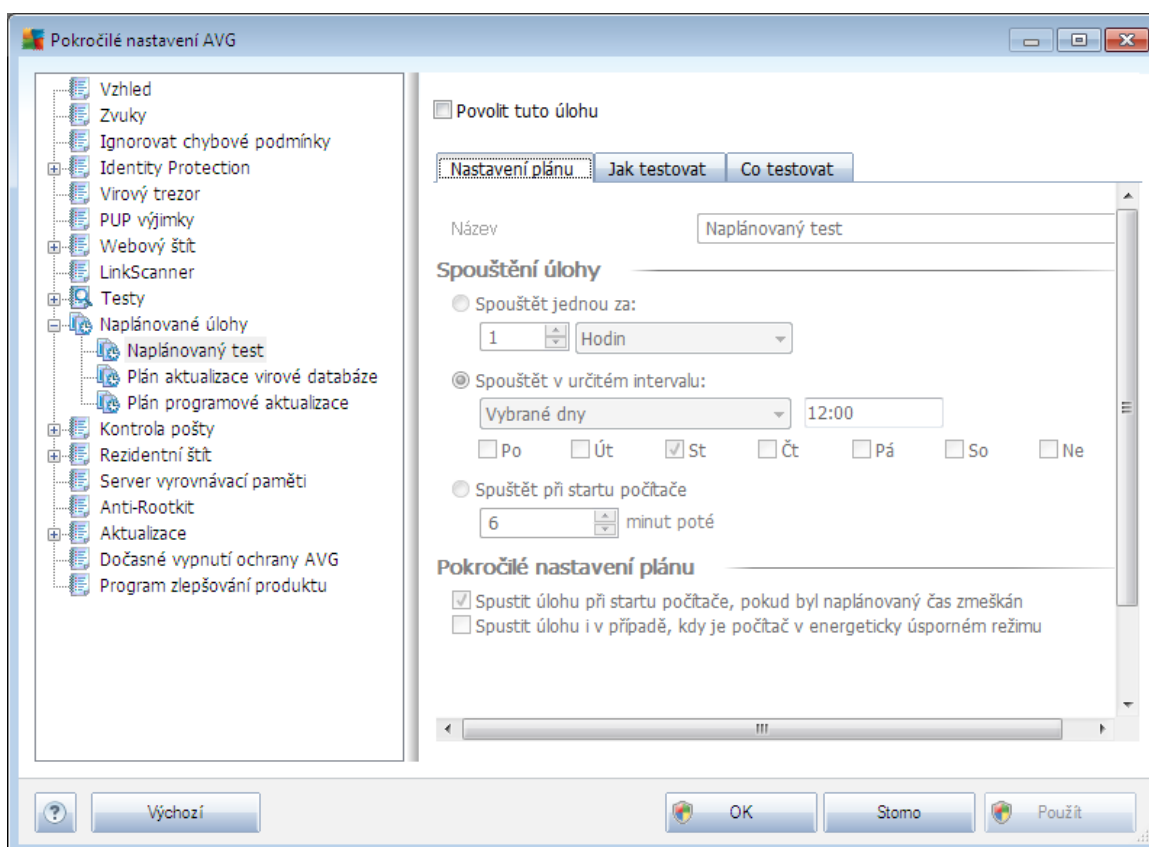 Pokročilé nastavení AVG
Vzhled
Zvuky
Ignorovat chybové podmínky
Identity Protection
Virový trezor
PUP výjimky
Webový štít
LinkScanner
Testy
Naplánované úlohy
Naplánovaný test
Plán aktualizace virové databáze
Plán programové aktualizace
Kontrola pošty
Rezidentní štít
Server vyrovnávací paměti
Anti-Rootkit
Aktualizace
Dočasné vypnutí ochrany AVG
Program zlepšování produktu
Povolit tuto úlohu
Nastavení plánu Jak testovat Co testovat
Název Naplánovaný test
Spouštění úlohy
Spouštět jednou za:
1 Hodin
Spouštět v určitém intervalu:
Vybrané dny 12:00
Po Út St Čt Pá So Ne
Spuštět při startu počítače
6 minut poté
Pokročilé nastavení plánu
Spustit úlohu při startu počítače, pokud byl naplánovaný čas zmeškán
Spustit úlohu i v případě, kdy je počítač v energeticky úsporném režimu
? Výchozí OK Stomo Použít